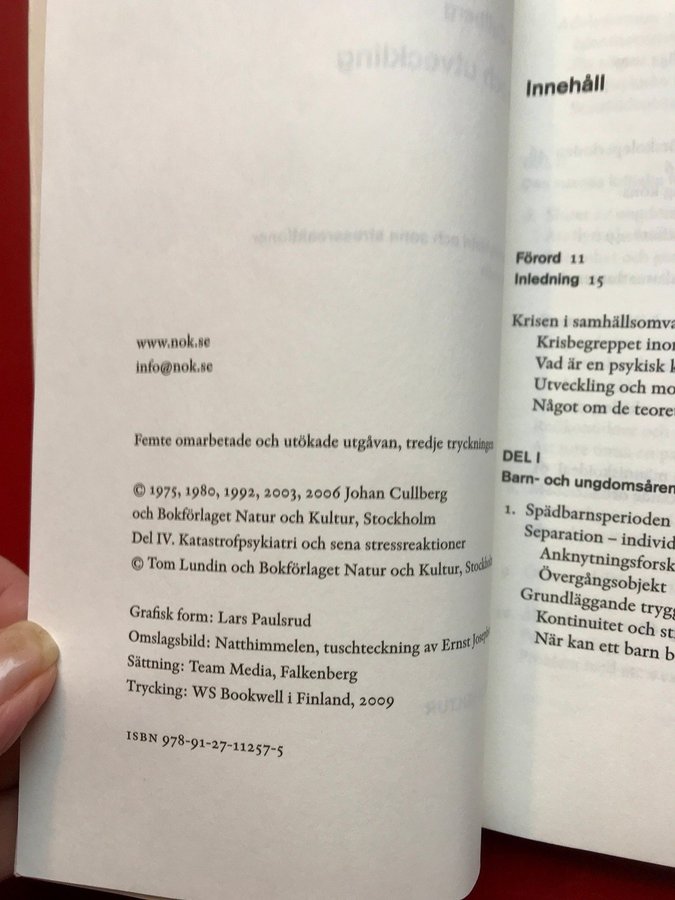 www.nok.se
info@nok.se
Femte omarbetade och utökade utgåvan, tredje tryckningen
© 1975, 1980, 1992, 2003, 2006 Johan Cullberg
och Bokförlaget Natur och Kultur, Stockholm
Del IV. Katastrofpsykiatri och sena stressreaktioner
© Tom Lundin och Bokförlaget Natur och Kultur, Stockholm
Grafisk form: Lars Paulsrud
Omslagsbild: Natthimmelen, tuschteckning av Ernst
Sättning: Team Media, Falkenberg
Trycking: WS Bookwell i Finland, 2009
ISBN 978-91-27-11257-5
Innehåll
Förord 11
Inledning 15
Krisen i samhällsomva
Krisbegreppet inor
Vad är en psykisk k
Utveckling och mo
Något om de teore
DEL I
Barn- och ungdomsåren
1. Spädbarnsperioden
Separation – individ
Anknytningsforsk
Övergångsobjekt
Grundläggande trygg
Kontinuitet och st
När kan ett barn b